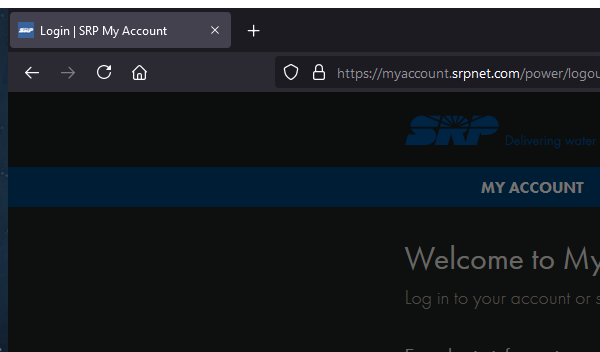 Login | SRP My Account
https://myaccount.srpnet.com/power/logou
SRP Delivering water
MY ACCOUNT
Welcome to My
Log in to your account or s